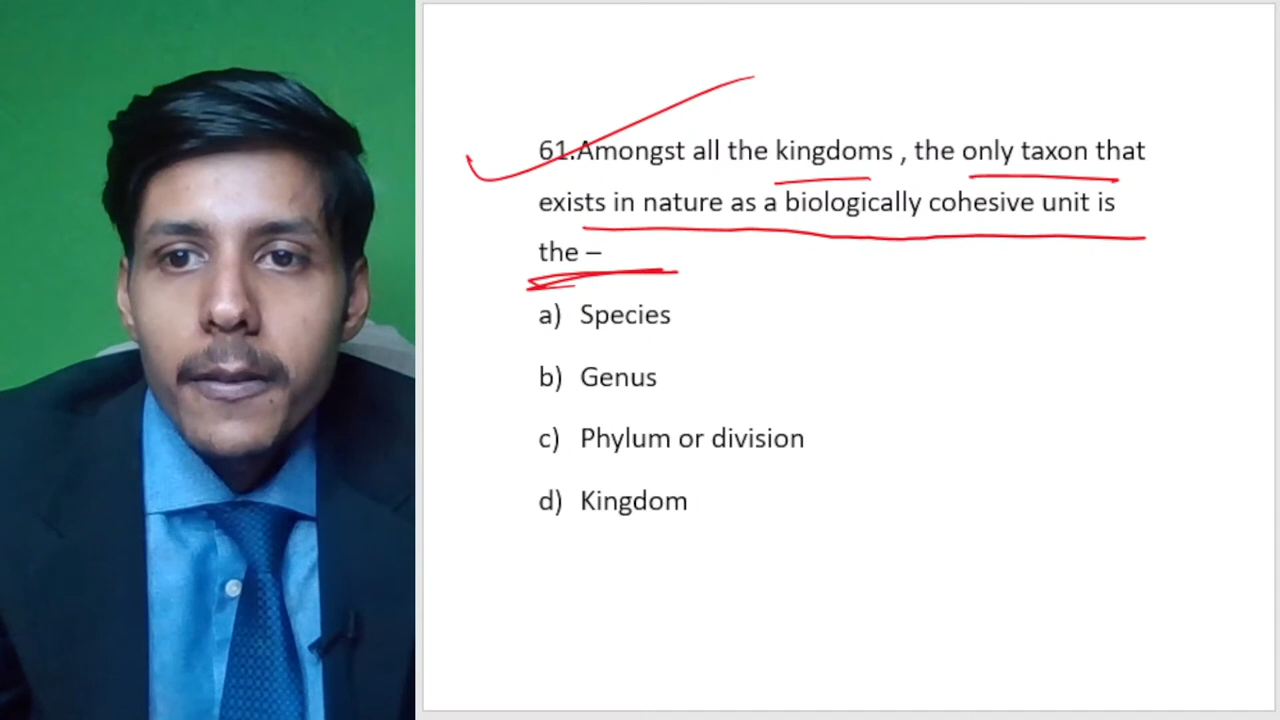 61.Amongst all the kingdoms , the only taxon that
exists in nature as a biologically cohesive unit is
the –
a) Species
b) Genus
c) Phylum or division
d) Kingdom